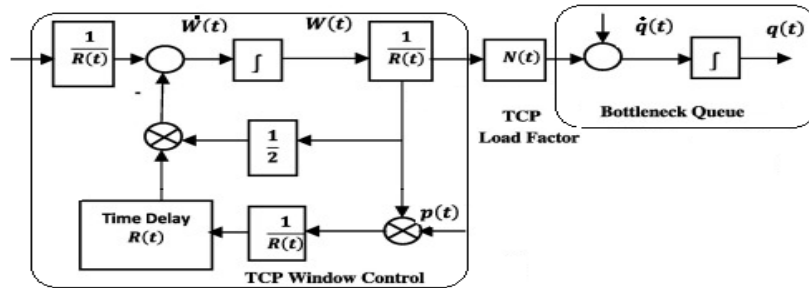 Ẇ(t)
W(t)
q̇(t)
q(t)
1
R(t)
∫
1
R(t)
N(t)
∫
-
TCP
Load Factor
Bottleneck Queue
1
2
Time Delay
R(t)
1
R(t)
p(t)
TCP Window Control